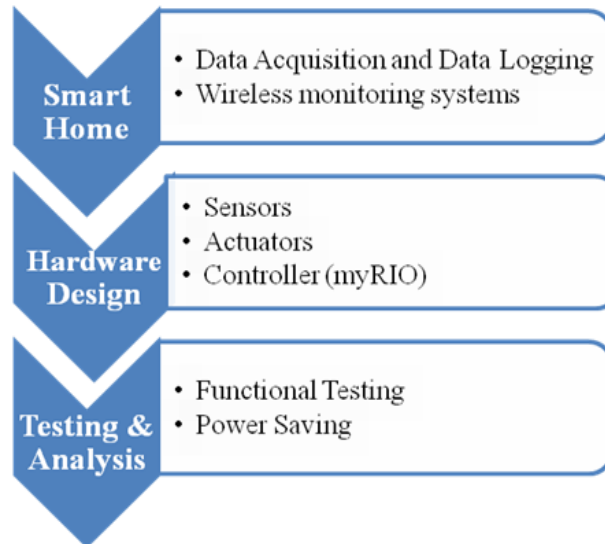 Smart
Home
• Data Acquisition and Data Logging
• Wireless monitoring systems
Hardware
Design
• Sensors
• Actuators
• Controller (myRIO)
Testing &
Analysis
• Functional Testing
• Power Saving